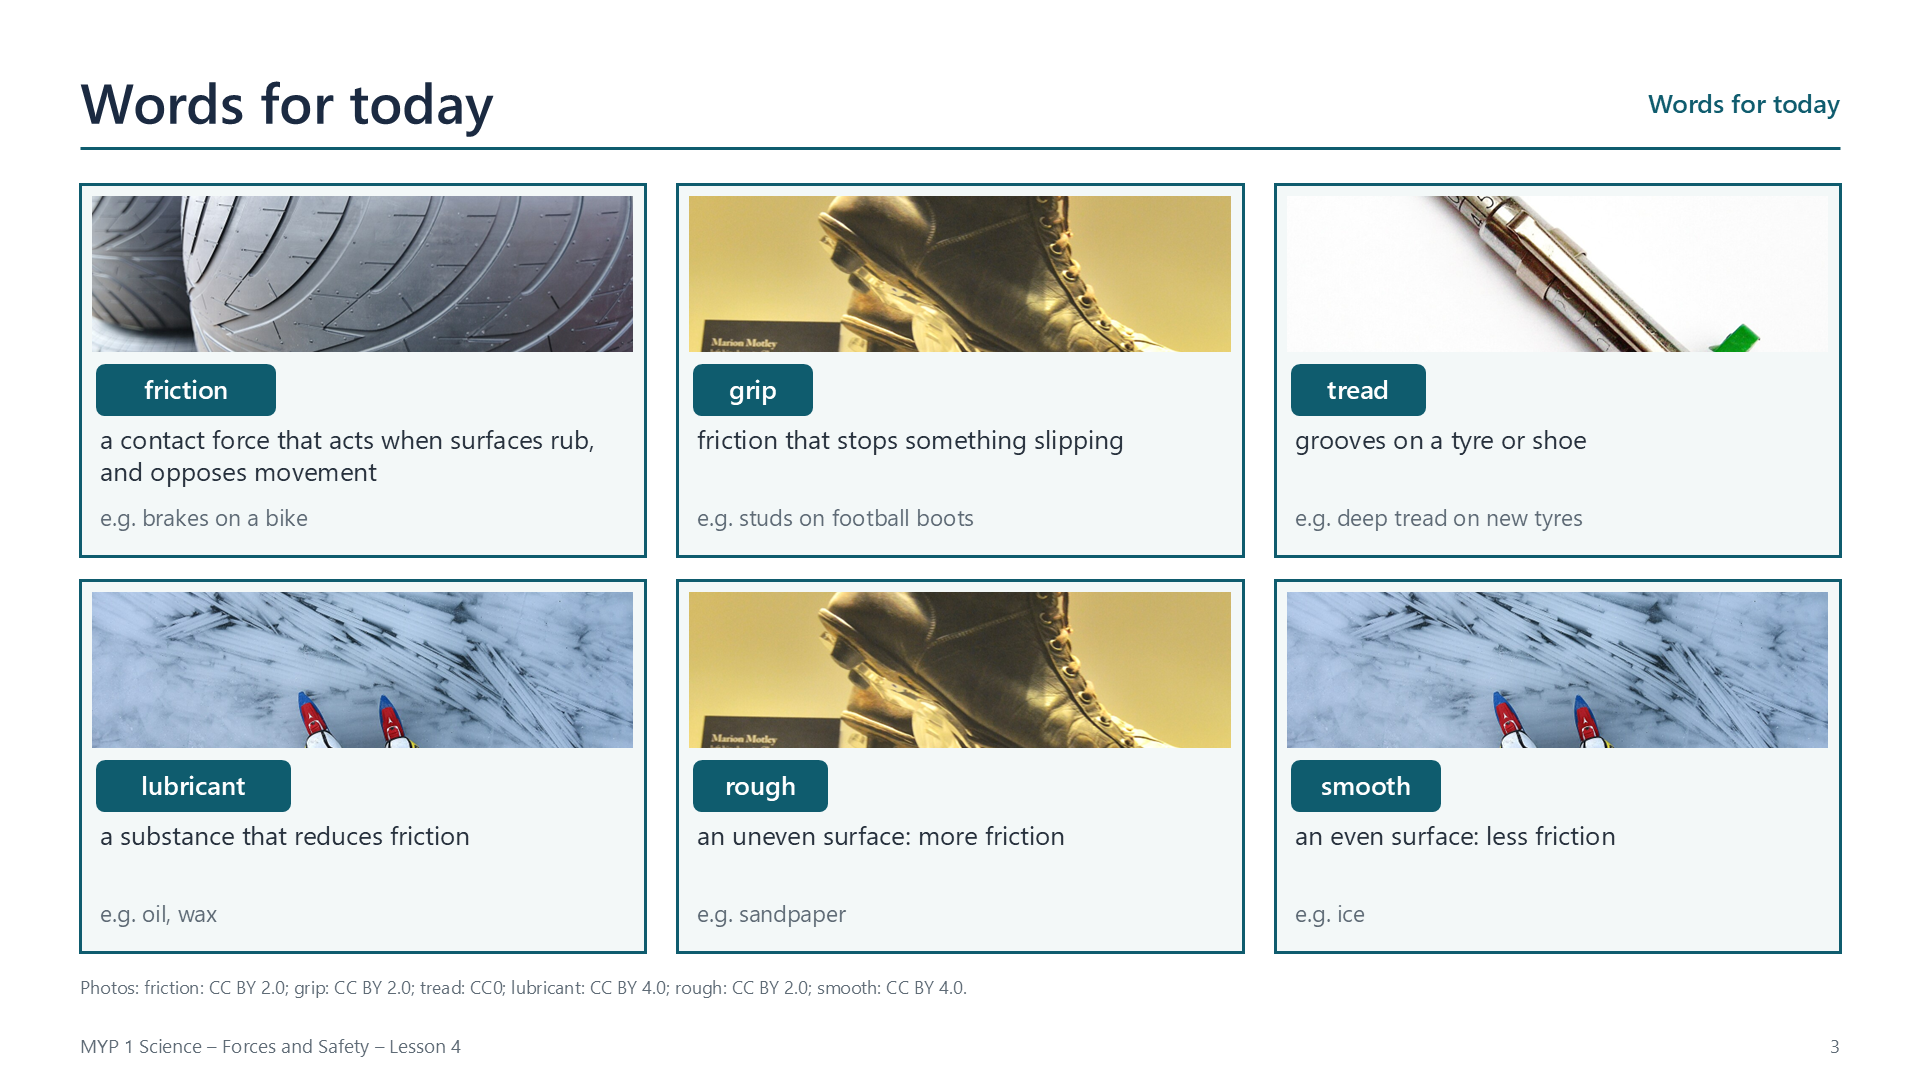 Words for today
Words for today
Marion Motley
friction
a contact force that acts when surfaces rub,
and opposes movement
e.g. brakes on a bike
grip
friction that stops something slipping
e.g. studs on football boots
tread
grooves on a tyre or shoe
e.g. deep tread on new tyres
Marion Motley
lubricant
a substance that reduces friction
e.g. oil, wax
rough
an uneven surface: more friction
e.g. sandpaper
smooth
an even surface: less friction
e.g. ice
Photos: friction: CC BY 2.0; grip: CC BY 2.0; tread: CC0; lubricant: CC BY 4.0; rough: CC BY 2.0; smooth: CC BY 4.0.
MYP 1 Science – Forces and Safety – Lesson 4
3